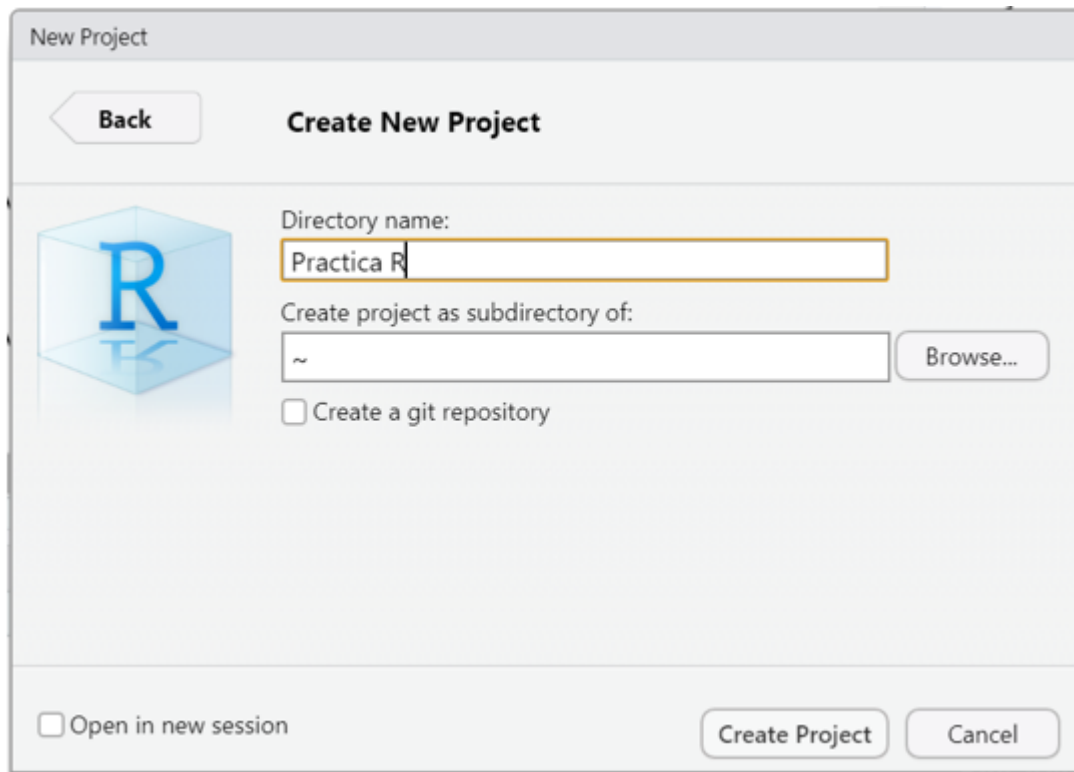 New Project
Back
Create New Project
R
Directory name:
Practica R
Create project as subdirectory of:
~
Browse...
Create a git repository
Open in new session
Create Project
Cancel